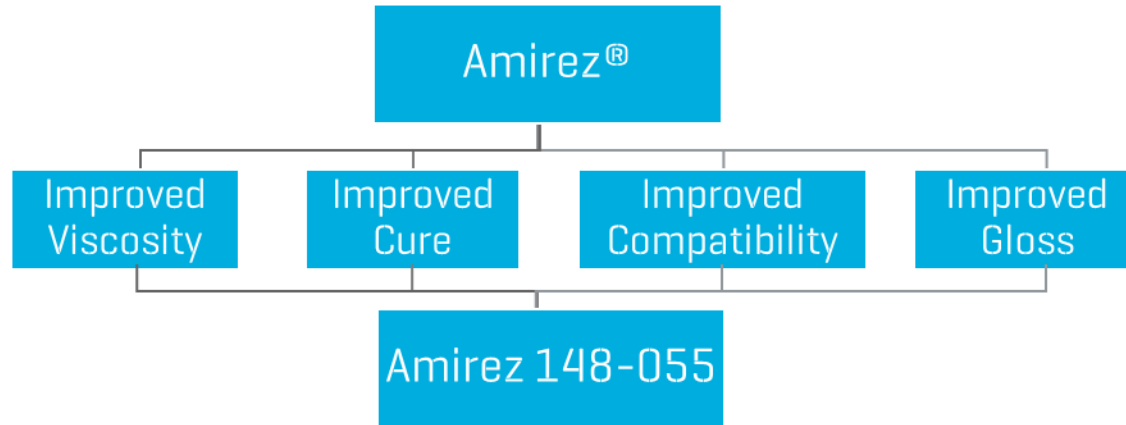 Amirez®
Improved
Viscosity
Improved
Cure
Improved
Compatibility
Improved
Gloss
Amirez 148-055